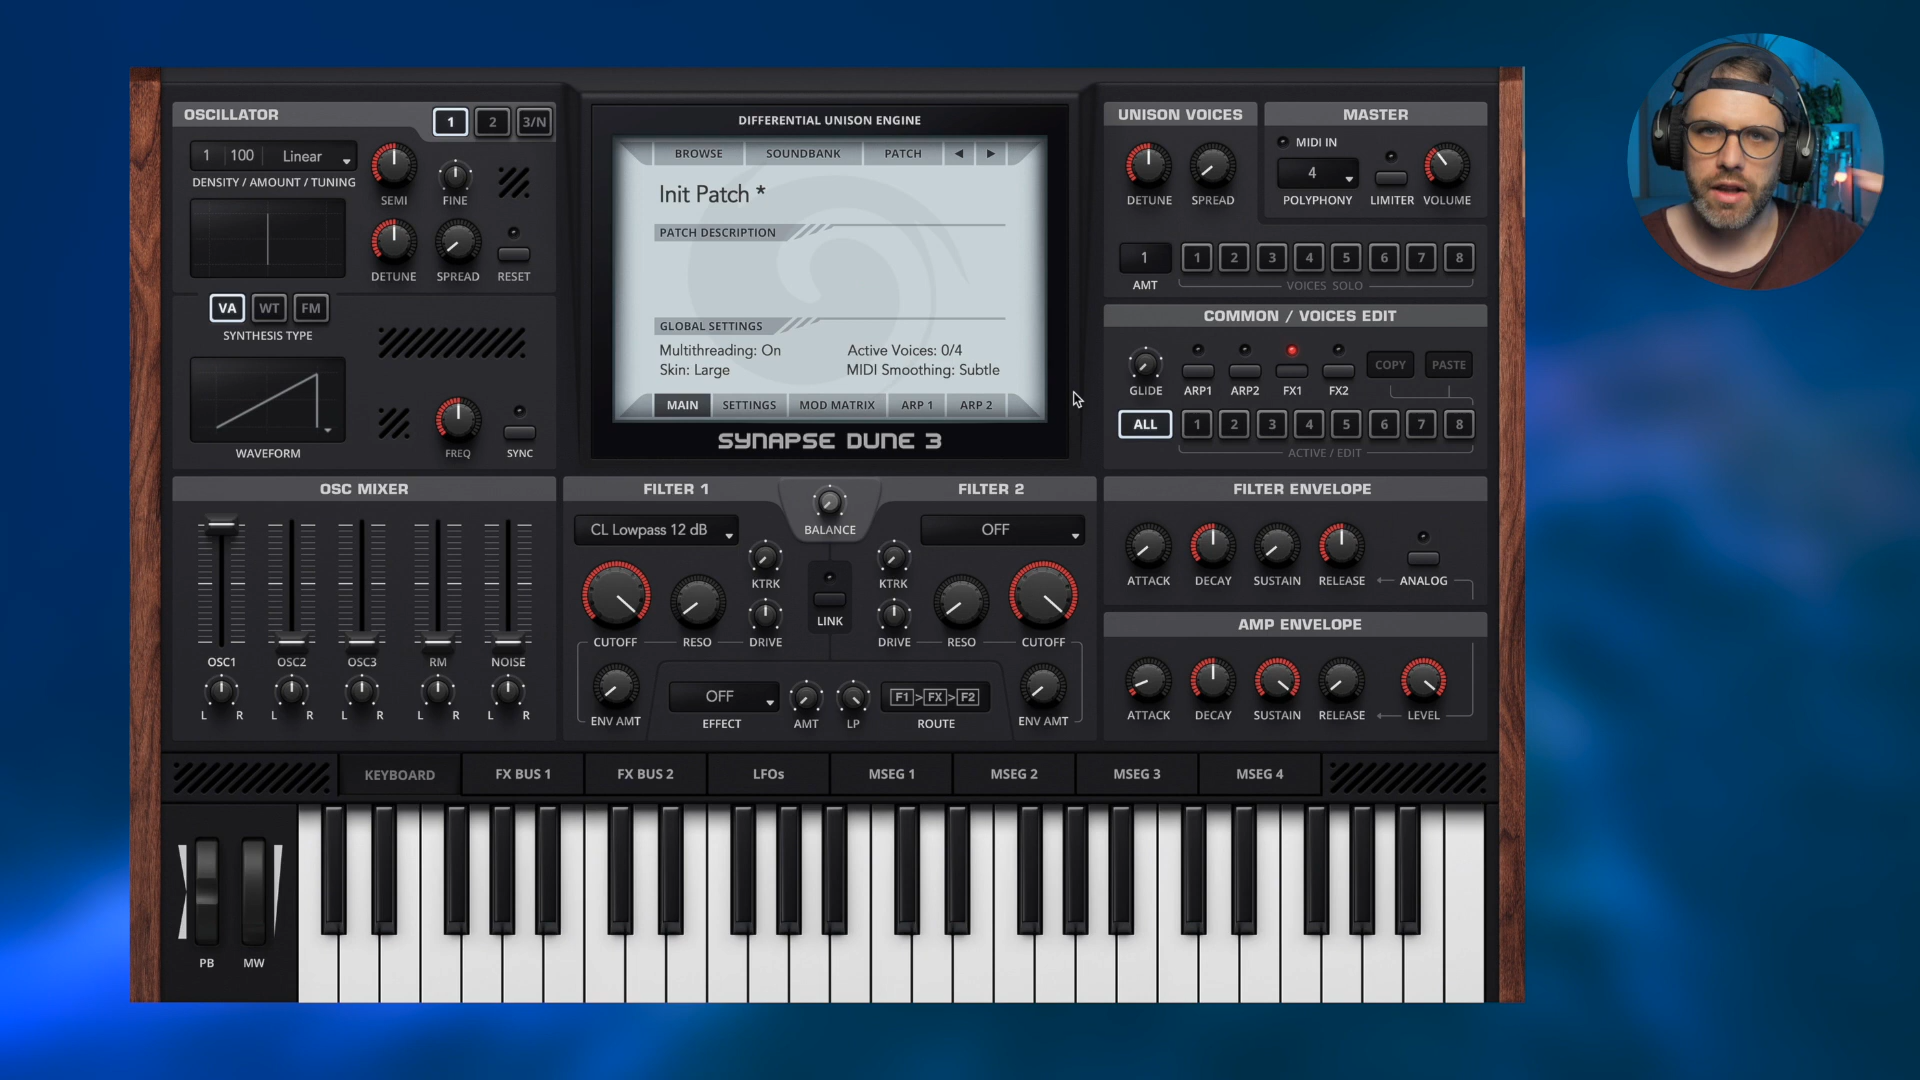 OSCILLATOR
1
2
3/N
1 100 Linear
DENSITY / AMOUNT / TUNING
SEMI
FINE
DETUNE
SPREAD
RESET
VA
WT
FM
SYNTHESIS TYPE
WAVEFORM
FREQ
SYNC
DIFFERENTIAL UNISON ENGINE
BROWSE
SOUNDBANK
PATCH
Init Patch *
PATCH DESCRIPTION
GLOBAL SETTINGS
Multithreading: On
Active Voices: 0/4
Skin: Large
MIDI Smoothing: Subtle
MAIN
SETTINGS
MOD MATRIX
ARP 1
ARP 2
SYNAPSE DUNE 3
UNISON VOICES
DETUNE
SPREAD
MASTER
MIDI IN
4
POLYPHONY
LIMITER
VOLUME
1
AMT
1 2 3 4 5 6 7 8
VOICES SOLO
COMMON / VOICES EDIT
GLIDE
ARP1
ARP2
FX1
FX2
COPY
PASTE
ALL
1 2 3 4 5 6 7 8
ACTIVE / EDIT
OSC MIXER
OSC1
OSC2
OSC3
RM
NOISE
L R
L R
L R
L R
L R
FILTER 1
BALANCE
FILTER 2
CL Lowpass 12 dB
OFF
KTRK
KTRK
CUTOFF
RESO
DRIVE
LINK
DRIVE
RESO
CUTOFF
ENV AMT
OFF
EFFECT
AMT
LP
F1 > FX > F2
ROUTE
ENV AMT
FILTER ENVELOPE
ATTACK
DECAY
SUSTAIN
RELEASE
ANALOG
AMP ENVELOPE
ATTACK
DECAY
SUSTAIN
RELEASE
LEVEL
KEYBOARD
FX BUS 1
FX BUS 2
LFOs
MSEG 1
MSEG 2
MSEG 3
MSEG 4
PB
MW